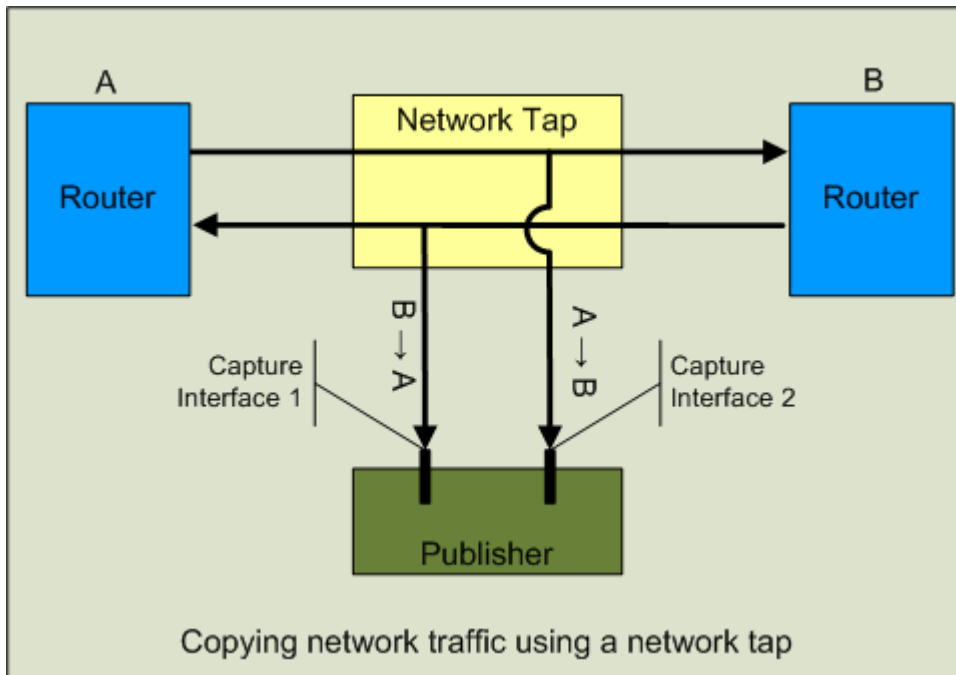 A
B
Network Tap
Router
Router
B → A
A → B
Capture
Interface 1
Capture
Interface 2
Publisher
Copying network traffic using a network tap